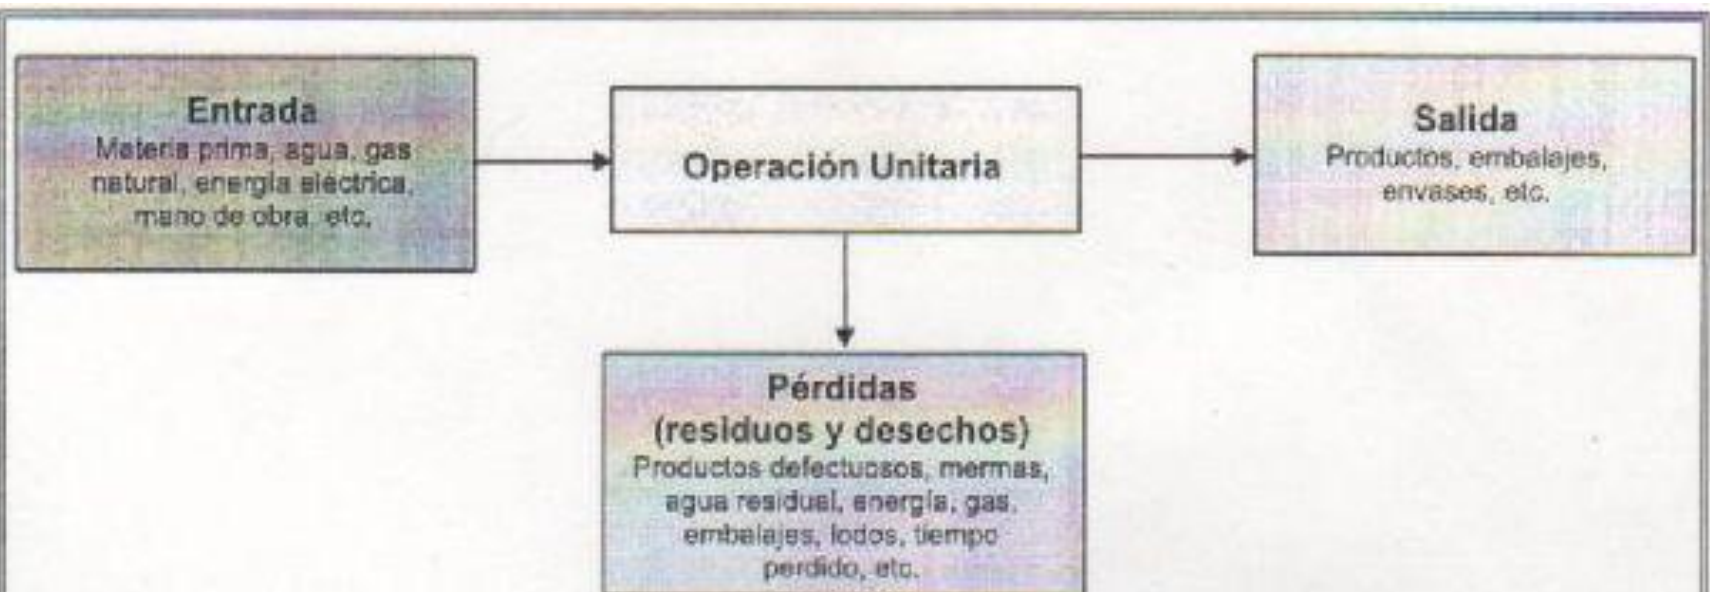 Entrada
Materia prima, agua, gas
natural, energía eléctrica,
mano de obra, etc.
Operación Unitaria
Salida
Productos, embalajes,
envases, etc.
Pérdidas
(residuos y desechos)
Productos defectuosos, mermas,
agua residual, energía, gas,
embalajes, lodos, tiempo
perdido, etc.